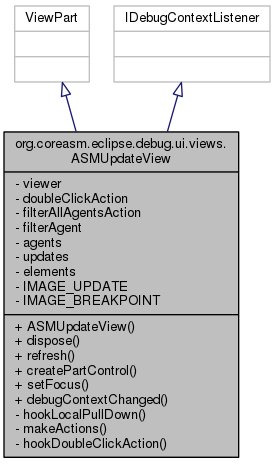 ViewPart
IDebugContextListener
org.coreasm.eclipse.debug.ui.views.
ASMUpdateView
- viewer
- doubleClickAction
- filterAllAgentsAction
- filterAgent
- agents
- updates
- elements
- IMAGE_UPDATE
- IMAGE_BREAKPOINT
+ ASMUpdateView()
+ dispose()
+ refresh()
+ createPartControl()
+ setFocus()
+ debugContextChanged()
- hookLocalPullDown()
- makeActions()
- hookDoubleClickAction()